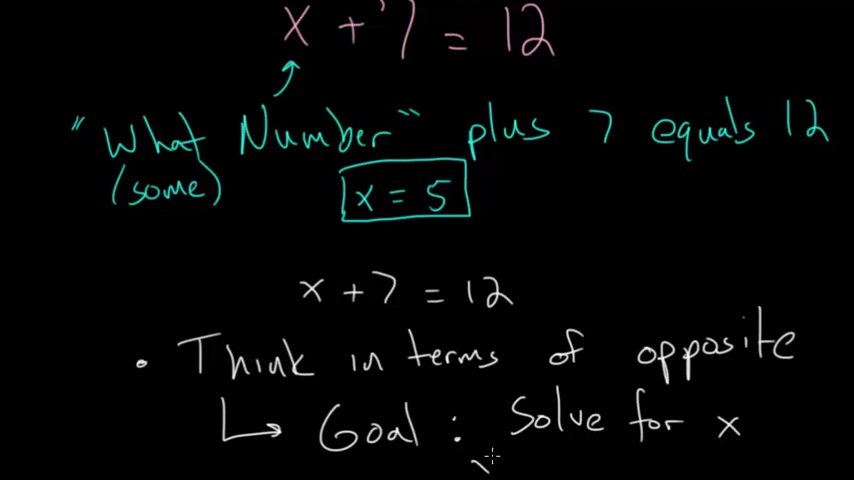 x + 7 = 12
"What Number" plus 7 equals 12
(some)
x = 5
x + 7 = 12
• Think in terms of opposite
↳ Goal : Solve for x